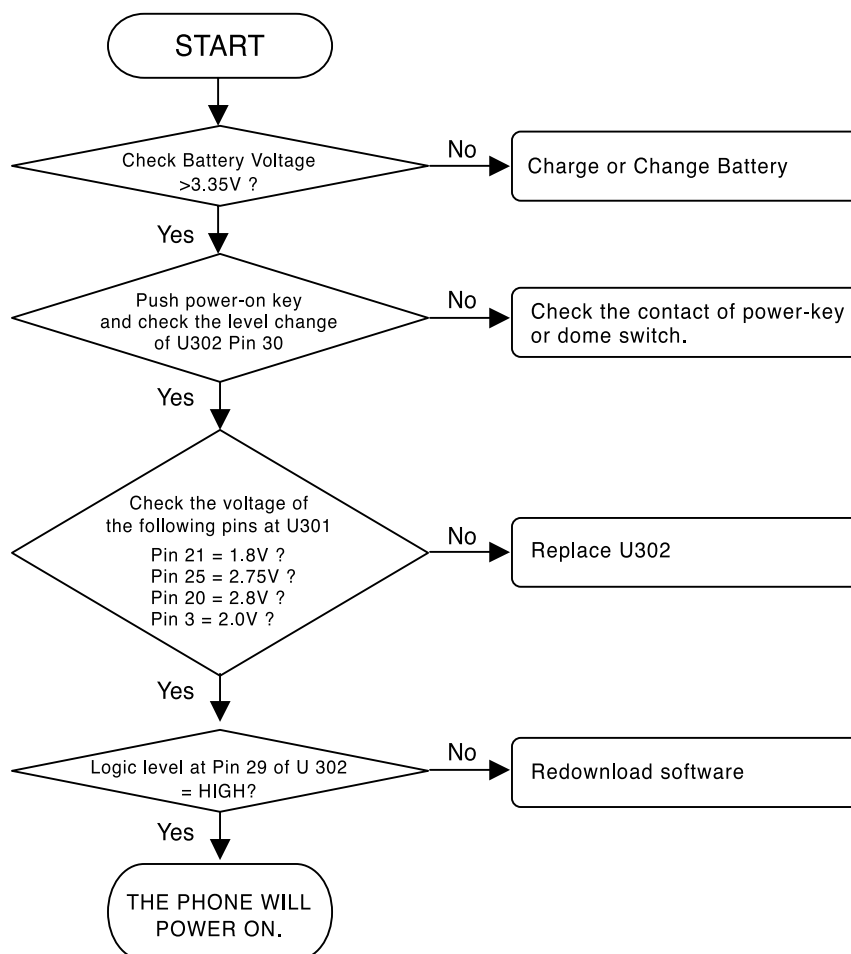 START
Check Battery Voltage
>3.35V ?
No
Charge or Change Battery
Yes
Push power-on key
and check the level change
of U302 Pin 30
No
Check the contact of power-key
or dome switch.
Yes
Check the voltage of
the following pins at U301
Pin 21 = 1.8V ?
Pin 25 = 2.75V ?
Pin 20 = 2.8V ?
Pin 3 = 2.0V ?
No
Replace U302
Yes
Logic level at Pin 29 of U 302
= HIGH?
No
Redownload software
Yes
THE PHONE WILL
POWER ON.